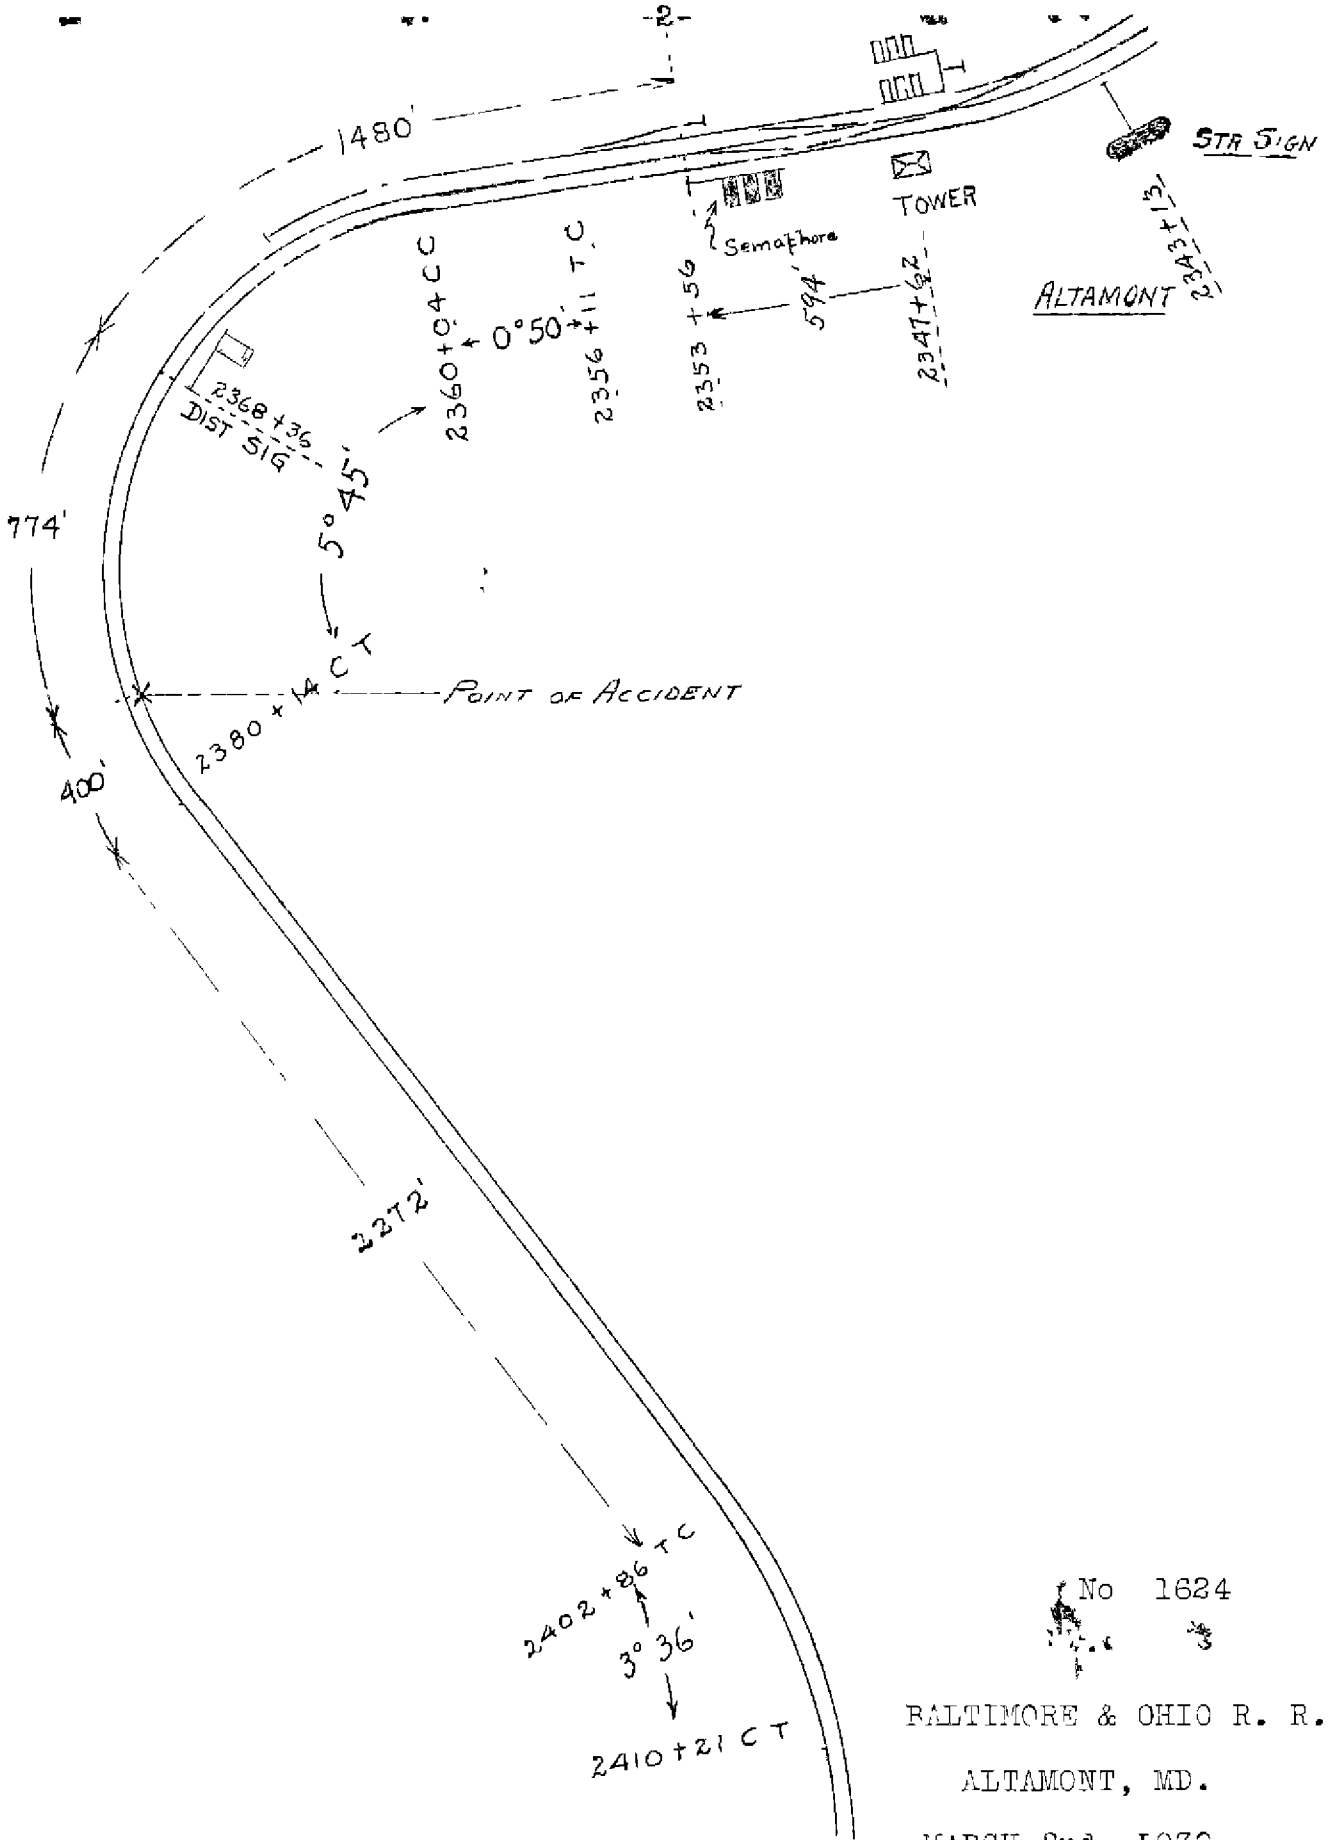 -2-
1480'
STR SIGN
TOWER
Semaphore
ALTAMONT
2343+13
594'
2347+62
2353 + 56
2356 + 11 T.C
0°50'
2360+04 CC
2368+36
DIST SIG
5° 45'
774'
2380 + 14 CT
POINT OF ACCIDENT
400'
2272'
2402 + 86 TC
3° 36'
2410 + 21 C T
No 1624
BALTIMORE & OHIO R. R.
ALTAMONT, MD.